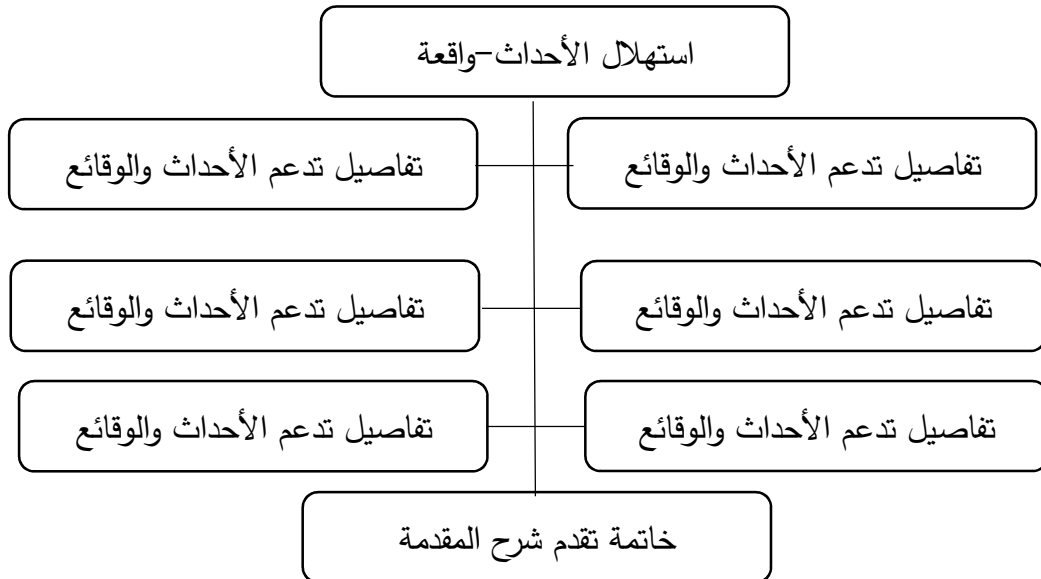 استهلال الأحداث-واقعة
تفاصيل تدعم الأحداث والوقائع
تفاصيل تدعم الأحداث والوقائع
تفاصيل تدعم الأحداث والوقائع
تفاصيل تدعم الأحداث والوقائع
تفاصيل تدعم الأحداث والوقائع
تفاصيل تدعم الأحداث والوقائع
خاتمة تقدم شرح المقدمة